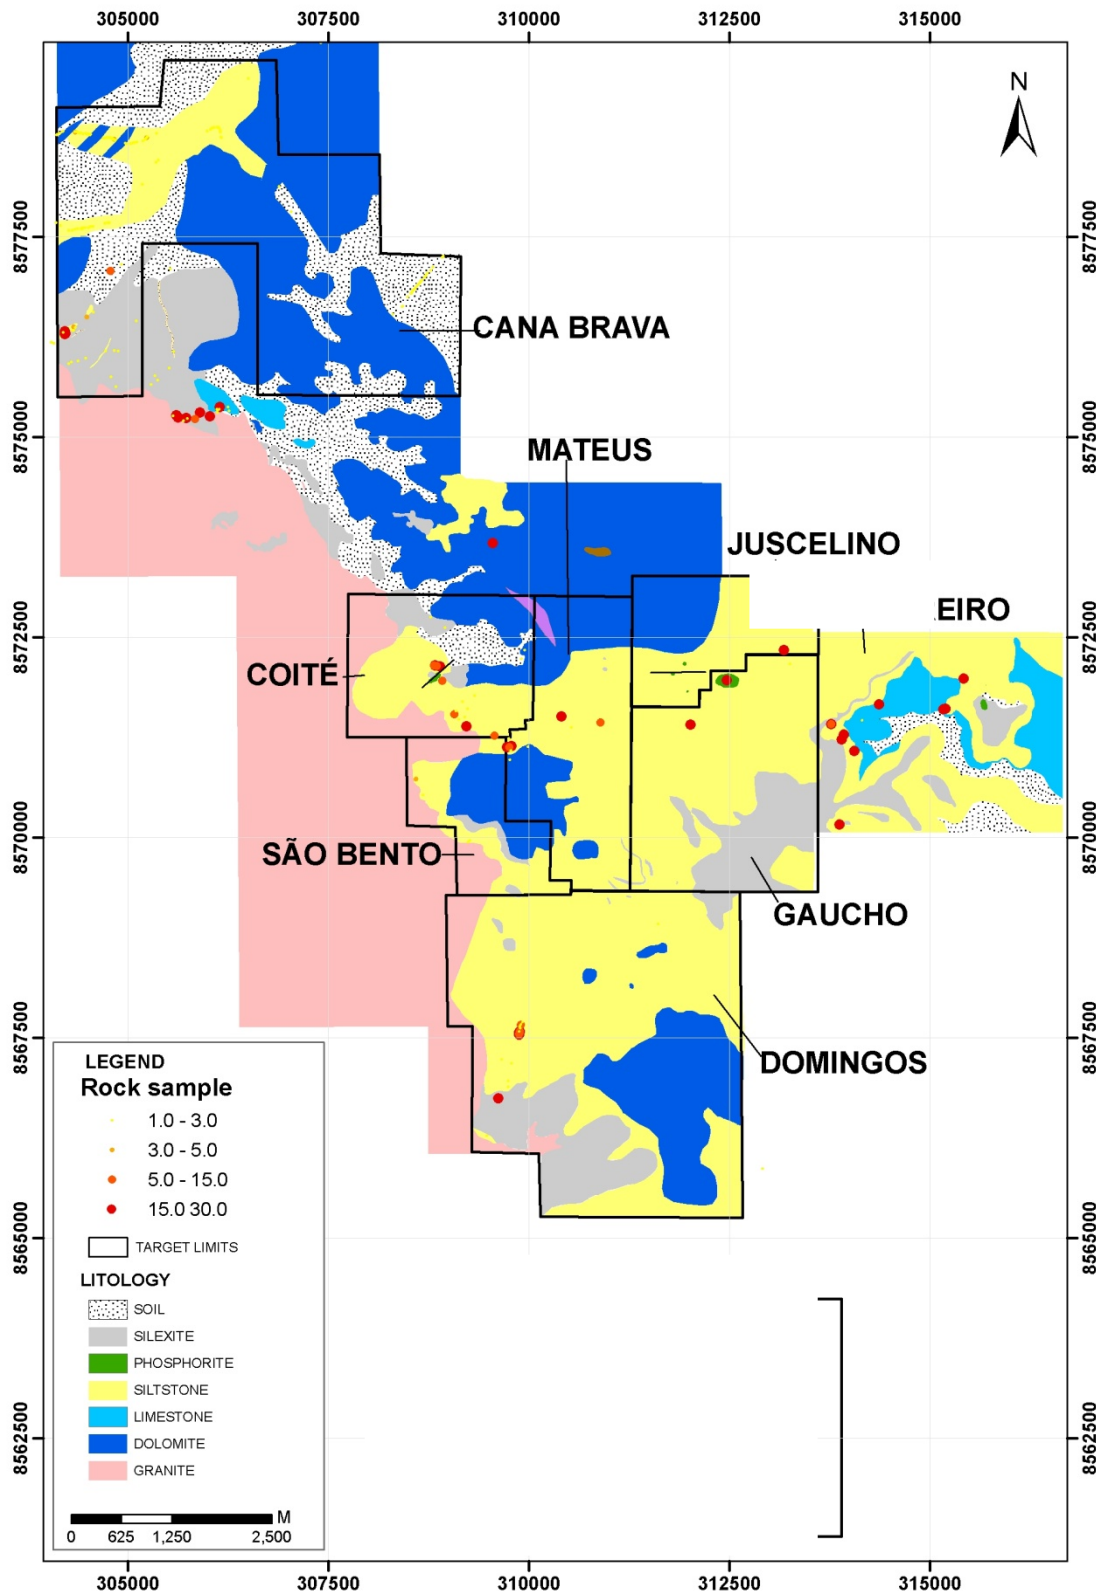 305000 307500 310000 312500 315000
N
8577500 8577500
CANA BRAVA
8575000 8575000
MATEUS
JUSCELINO
8572500 8572500
EIRO
COITÉ
8570000 8570000
SÃO BENTO
GAUCHO
8567500 8567500
DOMINGOS
LEGEND
Rock sample
1.0 - 3.0
3.0 - 5.0
5.0 - 15.0
15.0 30.0
TARGET LIMITS
8565000 8565000
LITOLOGY
SOIL
SILEXITE
PHOSPHORITE
SILTSTONE
LIMESTONE
DOLOMITE
GRANITE
8562500 8562500
M
0 625 1,250 2,500
305000 307500 310000 312500 315000